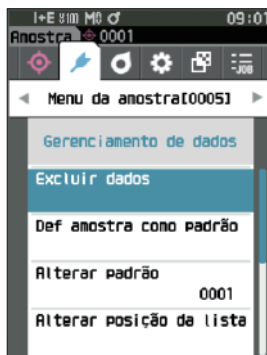 I+E S/100 M0 09:01
Amostra 0001
-JOB
Menu da amostra[0005]
Gerenciamento de dados
Excluir dados
Def amostra como padrão
Alterar padrão
0001
Alterar posição da lista